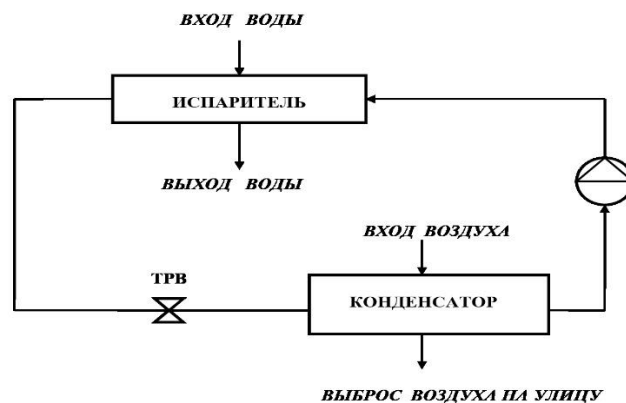 ВХОД ВОДЫ
ИСПАРИТЕЛЬ
ВЫХОД ВОДЫ
ВХОД ВОЗДУХА
ТРВ
КОНДЕНСАТОР
ВЫБРОС ВОЗДУХА НА УЛИЦУ